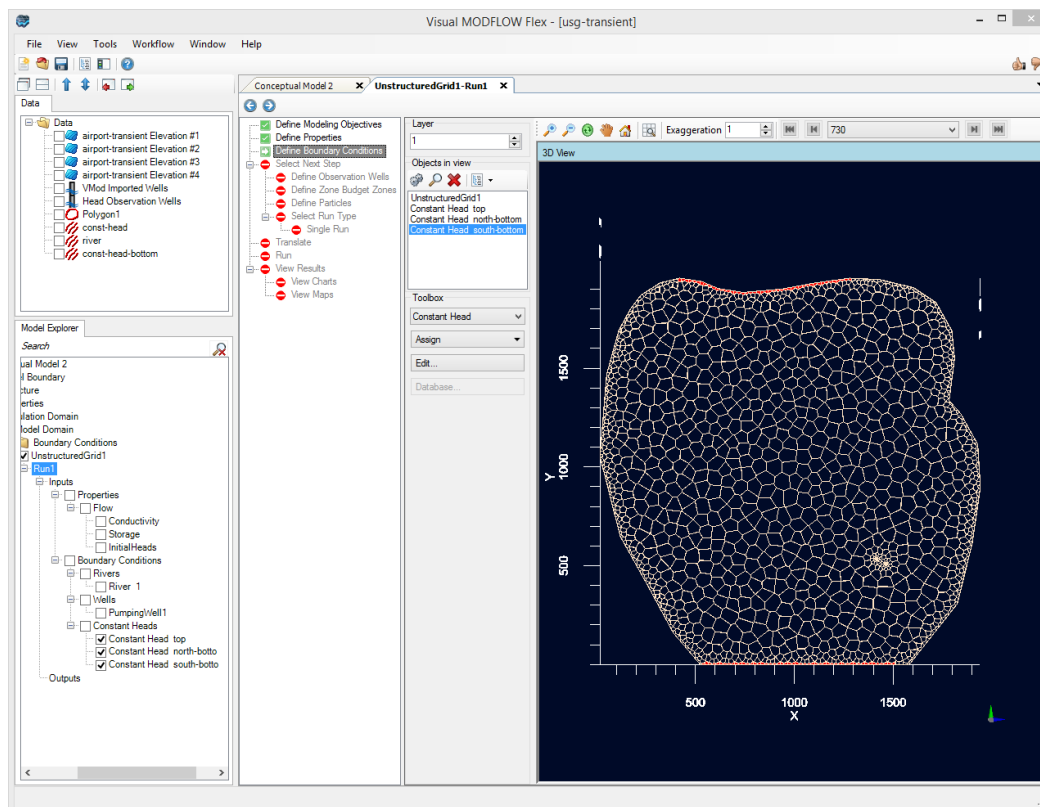 Visual MODFLOW Flex - [usg-transient]
File View Tools Workflow Window Help
Data
Data
airport-transient Elevation #1
airport-transient Elevation #2
airport-transient Elevation #3
airport-transient Elevation #4
VMod Imported Wells
Head Observation Wells
Polygon1
const-head
river
const-head-bottom
Model Explorer
Search
ual Model 2
l Boundary
cture
erties
ulation Domain
Model Domain
Boundary Conditions
UnstructuredGrid1
Run1
Inputs
Properties
Flow
Conductivity
Storage
InitialHeads
Boundary Conditions
Rivers
River 1
Wells
PumpingWell1
Constant Heads
Constant Head top
Constant Head north-botto
Constant Head south-botto
Outputs
Conceptual Model 2
UnstructuredGrid1-Run1
Define Modeling Objectives
Define Properties
Define Boundary Conditions
Select Next Step
Define Observation Wells
Define Zone Budget Zones
Define Particles
Select Run Type
Single Run
Translate
Run
View Results
View Charts
View Maps
Layer
1
Objects in view
UnstructuredGrid1
Constant Head top
Constant Head north-bottom
Constant Head south-bottom
Toolbox
Constant Head
Assign
Edit...
Database...
Exaggeration 1
730
3D View
1500
Y 1000
500
500 1000 1500
X